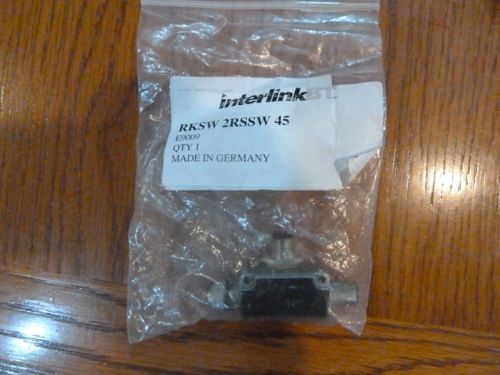 interlinkBT
RKSW 2RSSW 45
E9009
QTY 1
MADE IN GERMANY